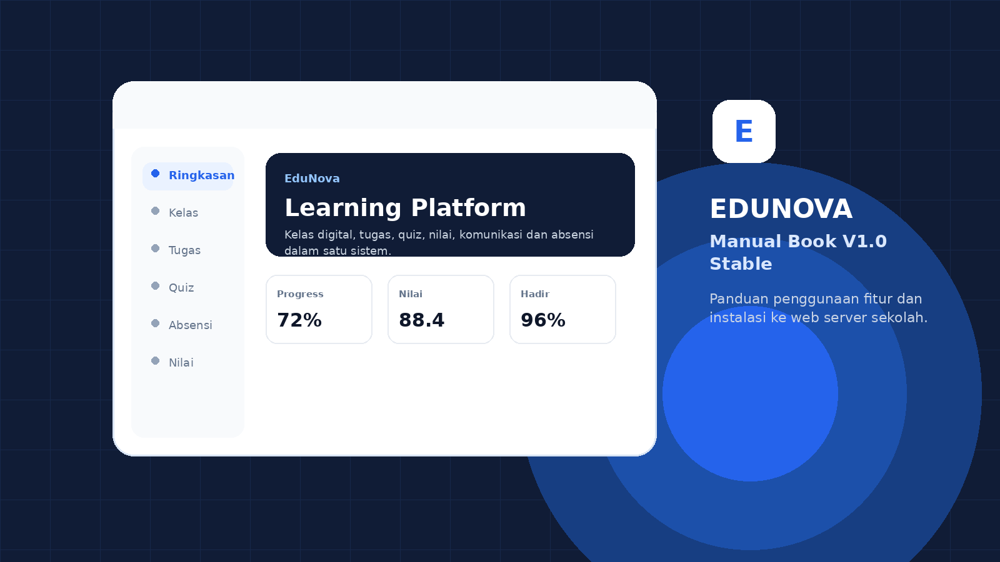 Ringkasan
Kelas
Tugas
Quiz
Absensi
Nilai
EduNova
Learning Platform
Kelas digital, tugas, quiz, nilai, komunikasi dan absensi
dalam satu sistem.
Progress
72%
Nilai
88.4
Hadir
96%
E
EDUNOVA
Manual Book V1.0
Stable
Panduan penggunaan fitur dan
instalasi ke web server sekolah.